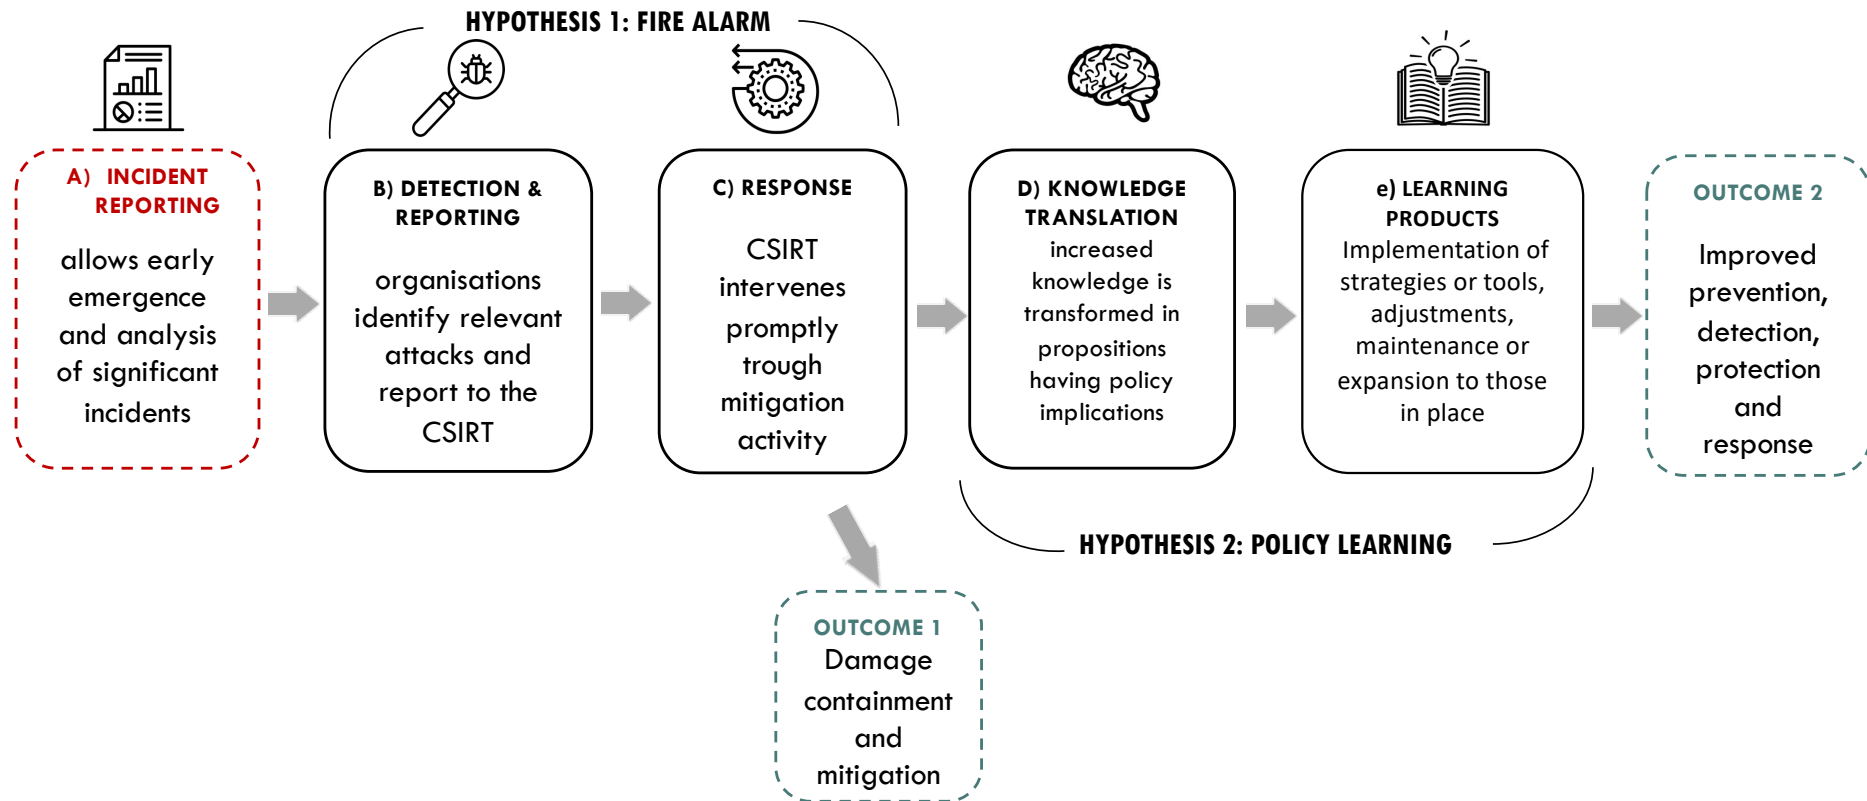 HYPOTHESIS 1: FIRE ALARM
A) INCIDENT
REPORTING
allows early
emergence
and analysis
of significant
incidents
B) DETECTION &
REPORTING
organisations
identify relevant
attacks and
report to the
CSIRT
C) RESPONSE
CSIRT
intervenes
promptly
trough
mitigation
activity
D) KNOWLEDGE
TRANSLATION
increased
knowledge is
transformed in
propositions
having policy
implications
e) LEARNING
PRODUCTS
Implementation of
strategies or tools,
adjustments,
maintenance or
expansion to those
in place
OUTCOME 2
Improved
prevention,
detection,
protection
and
response
HYPOTHESIS 2: POLICY LEARNING
OUTCOME 1
Damage
containment
and
mitigation